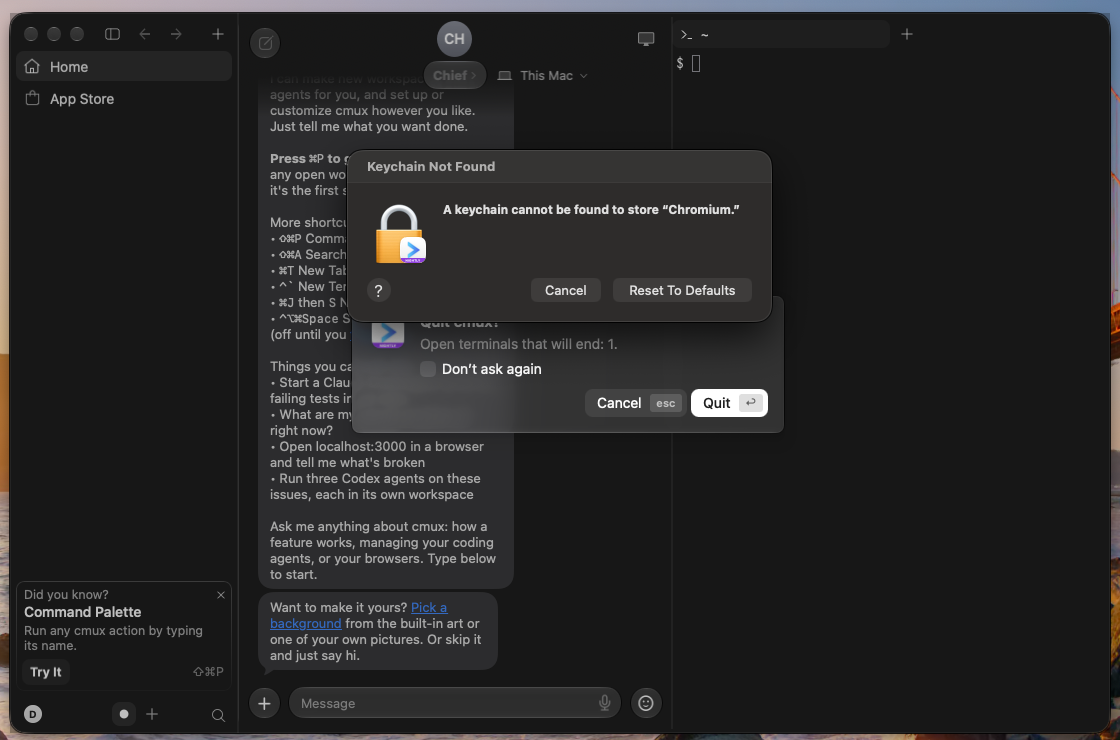 CH
>_ ~
Home
Chief ›
This Mac
$
App Store
I can make new workspac
agents for you, and set up or
customize cmux however you like.
Just tell me what you want done.
Press ⌘P to g
any open wo
it's the first s
More shortcu
• ⇧⌘P Comm
• ⇧⌘A Search
• ⌘T New Tab
• ^` New Ter
• ⌘J then S N
• ^⌥⌘Space S
(off until you
Things you ca
• Start a Clau
failing tests in
• What are my
right now?
• Open localhost:3000 in a browser
and tell me what's broken
• Run three Codex agents on these
issues, each in its own workspace
Ask me anything about cmux: how a
feature works, managing your coding
agents, or your browsers. Type below
to start.
Want to make it yours? Pick a
background from the built-in art or
one of your own pictures. Or skip it
and just say hi.
Message
Keychain Not Found
A keychain cannot be found to store “Chromium.”
?
Cancel
Reset To Defaults
Quit cmux?
Open terminals that will end: 1.
Don't ask again
Cancel esc
Quit ↩
Did you know?
Command Palette
Run any cmux action by typing
its name.
Try It
⇧⌘P
D